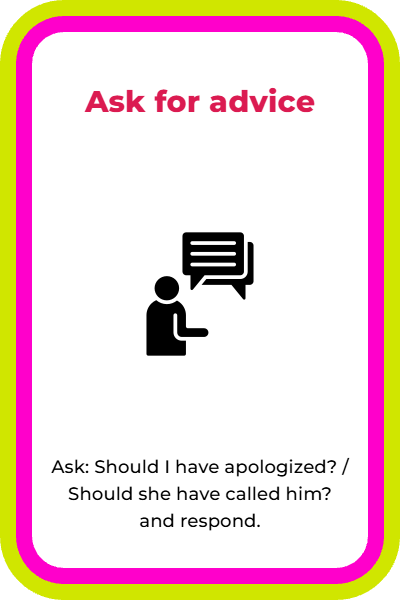 Ask for advice
Ask: Should I have apologized? /
Should she have called him?
and respond.